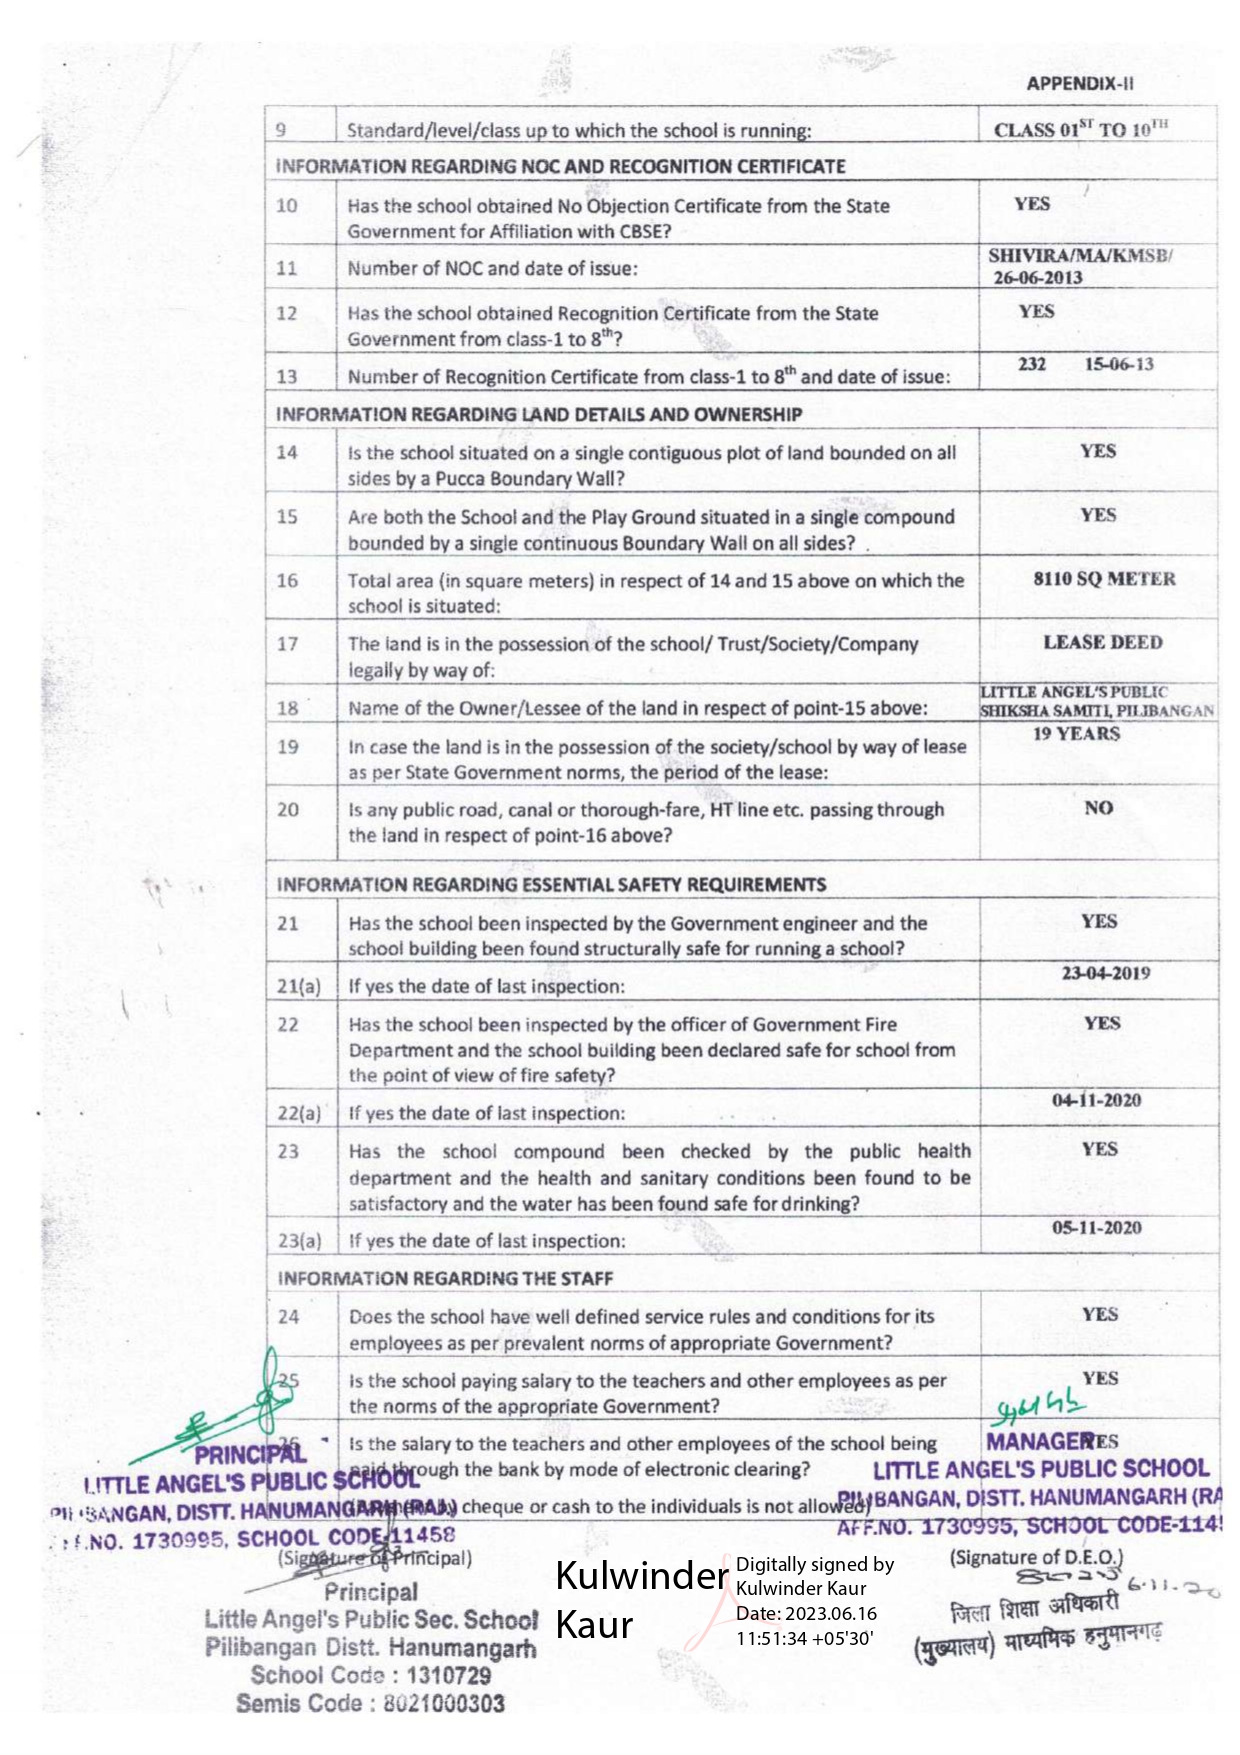 APPENDIX-II
9 Standard/level/class up to which the school is running: CLASS 01ST TO 10TH
INFORMATION REGARDING NOC AND RECOGNITION CERTIFICATE
10 Has the school obtained No Objection Certificate from the State YES
Government for Affiliation with CBSE?
11 Number of NOC and date of issue: SHIVIRA/MA/KMSB/
26-06-2013
12 Has the school obtained Recognition Certificate from the State YES
Government from class-1 to 8th?
13 Number of Recognition Certificate from class-1 to 8th and date of issue: 232 15-06-13
INFORMATION REGARDING LAND DETAILS AND OWNERSHIP
14 Is the school situated on a single contiguous plot of land bounded on all YES
sides by a Pucca Boundary Wall?
15 Are both the School and the Play Ground situated in a single compound YES
bounded by a single continuous Boundary Wall on all sides?
16 Total area (in square meters) in respect of 14 and 15 above on which the 8110 SQ METER
school is situated:
17 The land is in the possession of the school/ Trust/Society/Company LEASE DEED
legally by way of:
LITTLE ANGEL'S PUBLIC
18 Name of the Owner/Lessee of the land in respect of point-15 above: SHIKSHA SAMITI, PILIBANGAN
19 In case the land is in the possession of the society/school by way of lease 19 YEARS
as per State Government norms, the period of the lease:
20 Is any public road, canal or thorough-fare, HT line etc. passing through NO
the land in respect of point-16 above?
INFORMATION REGARDING ESSENTIAL SAFETY REQUIREMENTS
21 Has the school been inspected by the Government engineer and the YES
school building been found structurally safe for running a school?
21(a) If yes the date of last inspection: 23-04-2019
22 Has the school been inspected by the officer of Government Fire YES
Department and the school building been declared safe for school from
the point of view of fire safety?
22(a) If yes the date of last inspection: 04-11-2020
23 Has the school compound been checked by the public health YES
department and the health and sanitary conditions been found to be
satisfactory and the water has been found safe for drinking?
23(a) If yes the date of last inspection: 05-11-2020
INFORMATION REGARDING THE STAFF
24 Does the school have well defined service rules and conditions for its YES
employees as per prevalent norms of appropriate Government?
25 Is the school paying salary to the teachers and other employees as per YES
the norms of the appropriate Government?
26 Is the salary to the teachers and other employees of the school being YES
paid through the bank by mode of electronic clearing?
by cheque or cash to the individuals is not allowed)
PRINCIPAL
LITTLE ANGEL'S PUBLIC SCHOOL
PILIBANGAN, DISTT. HANUMANGARH (RAJ.)
AFF.NO. 1730995, SCHOOL CODE-11458
MANAGER
LITTLE ANGEL'S PUBLIC SCHOOL
PILIBANGAN, DISTT. HANUMANGARH (RA
AFF.NO. 1730995, SCHOOL CODE-1145
(Signature of Principal)
Principal
Little Angel's Public Sec. School
Pilibangan Distt. Hanumangarh
School Code : 1310729
Semis Code : 8021000303
Kulwinder
Kaur
Digitally signed by
Kulwinder Kaur
Date: 2023.06.16
11:51:34 +05'30'
(Signature of D.E.O.)
6.11.20
जिला शिक्षा अधिकारी
(मुख्यालय) माध्यमिक हनुमानगढ़